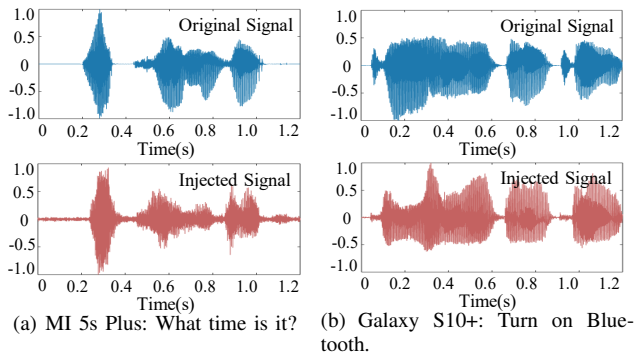 Original Signal
1.0
0.5
0
-0.5
-1.0
0 0.2 0.4 0.6 0.8 1.0 1.2
Time(s)
Injected Signal
1.0
0.5
0
-0.5
-1.0
0 0.2 0.4 0.6 0.8 1.0 1.2
Time(s)
(a) MI 5s Plus: What time is it?
Original Signal
1.0
0.5
0
-0.5
-1.0
0 0.2 0.4 0.6 0.8 1.0 1.2
Time(s)
Injected Signal
1.0
0.5
0
-0.5
-1.0
0 0.2 0.4 0.6 0.8 1.0 1.2
Time(s)
(b) Galaxy S10+: Turn on Blue-
tooth.